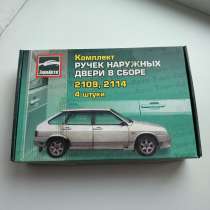 Комплект
РУЧЕК НАРУЖНЫХ
ДВЕРИ В СБОРЕ
2109, 2114
4 штуки